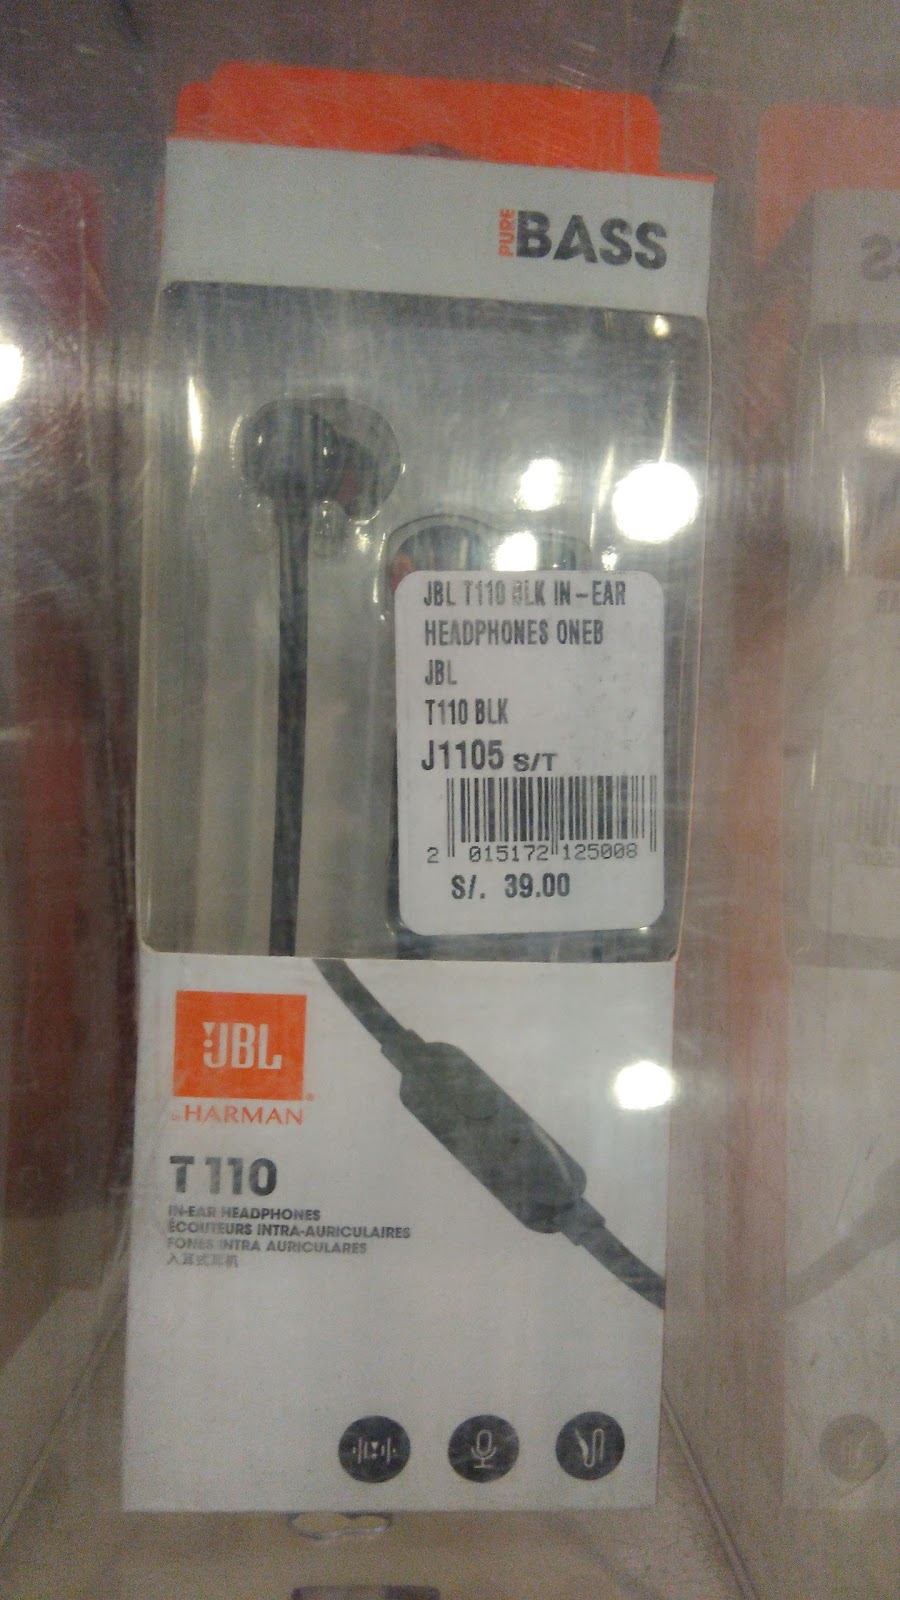 PURE BASS
JBL T110 BLK IN-EAR
HEADPHONES ONEB
JBL
T110 BLK
J1105 S/T
2 015172 125008
S/. 39.00
JBL
HARMAN
T110
IN-EAR HEADPHONES
ÉCOUTEURS INTRA-AURICULAIRES
FONES INTRA AURICULARES
入耳式耳机